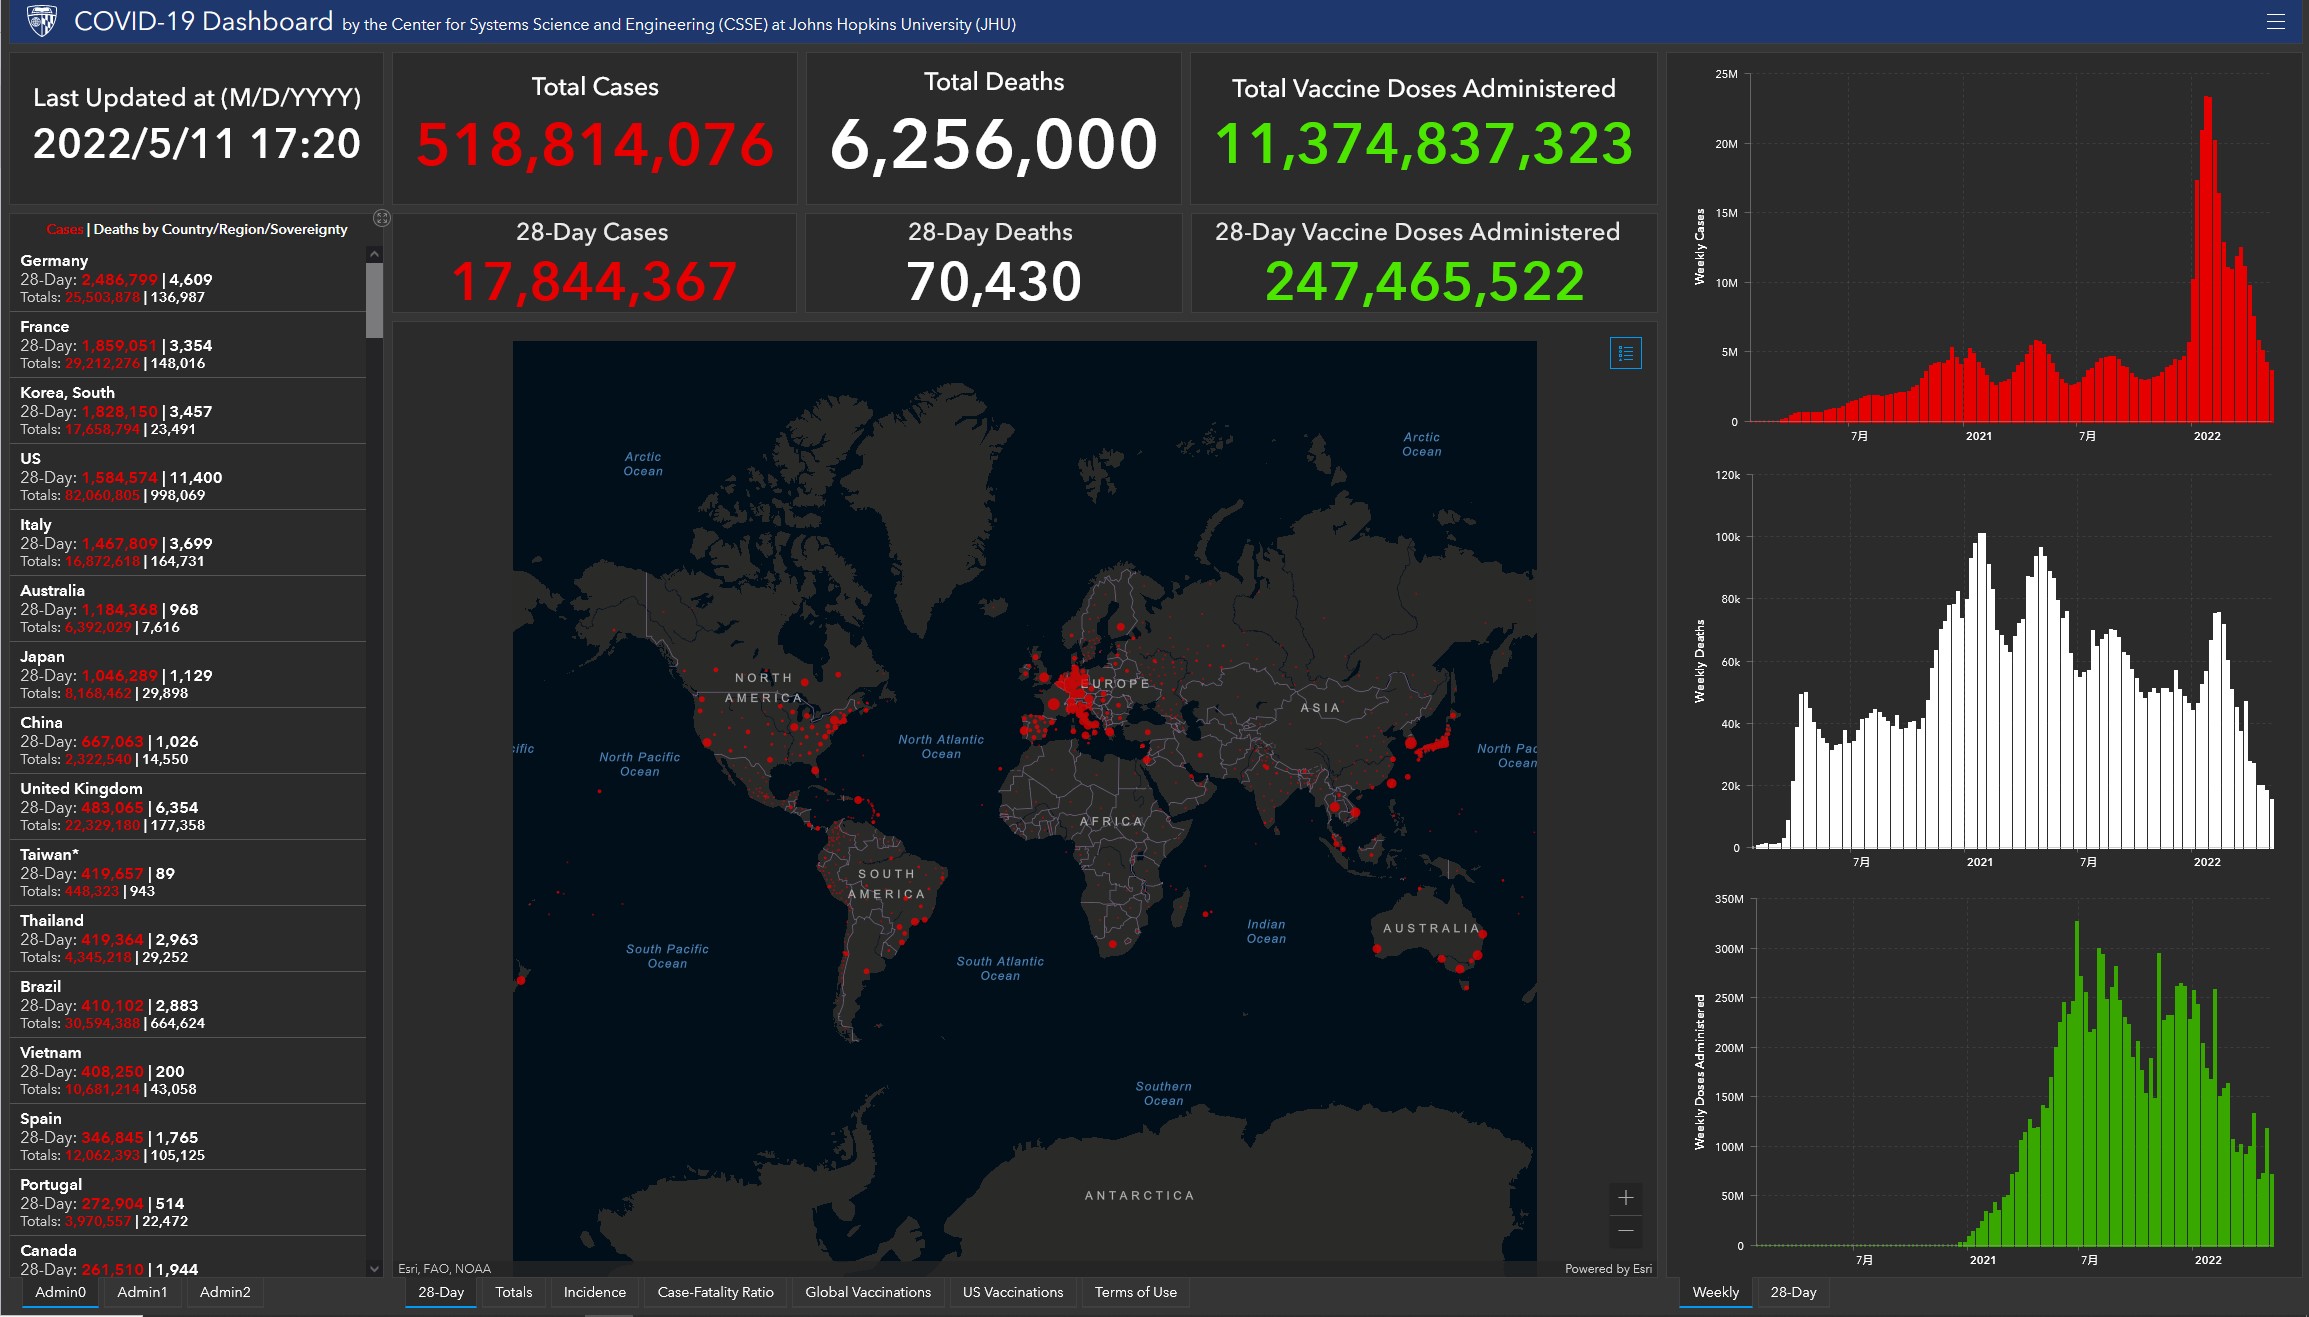 COVID-19 Dashboard by the Center for Systems Science and Engineering (CSSE) at Johns Hopkins University (JHU)
Last Updated at (M/D/YYYY)
2022/5/11 17:20
Total Cases
518,814,076
Total Deaths
6,256,000
Total Vaccine Doses Administered
11,374,837,323
28-Day Cases
17,844,367
28-Day Deaths
70,430
28-Day Vaccine Doses Administered
247,465,522
Cases | Deaths by Country/Region/Sovereignty
Germany
28-Day: 2,486,799 | 4,609
Totals: 25,503,878 | 136,987
France
28-Day: 1,859,051 | 3,354
Totals: 29,212,276 | 148,016
Korea, South
28-Day: 1,828,150 | 3,457
Totals: 17,658,794 | 23,491
US
28-Day: 1,584,574 | 11,400
Totals: 82,060,805 | 998,069
Italy
28-Day: 1,467,809 | 3,699
Totals: 16,872,618 | 164,731
Australia
28-Day: 1,184,368 | 968
Totals: 6,392,029 | 7,616
Japan
28-Day: 1,046,289 | 1,129
Totals: 8,168,462 | 29,898
China
28-Day: 667,063 | 1,026
Totals: 2,322,540 | 14,550
United Kingdom
28-Day: 483,065 | 6,354
Totals: 22,329,180 | 177,358
Taiwan*
28-Day: 419,657 | 89
Totals: 448,323 | 943
Thailand
28-Day: 419,364 | 2,963
Totals: 4,345,218 | 29,252
Brazil
28-Day: 410,102 | 2,883
Totals: 30,594,388 | 664,624
Vietnam
28-Day: 408,250 | 200
Totals: 10,681,214 | 43,058
Spain
28-Day: 346,845 | 1,765
Totals: 12,062,393 | 105,125
Portugal
28-Day: 272,904 | 514
Totals: 3,970,557 | 22,472
Canada
28-Day: 261,510 | 1,944
Admin0
Admin1
Admin2
Arctic
Ocean
Arctic
Ocean
NORTH
AMERICA
EUROPE
ASIA
North Atlantic
Ocean
cific
North Pacific
Ocean
North Pac
Ocean
AFRICA
SOUTH
AMERICA
AUSTRALIA
Indian
Ocean
South Pacific
Ocean
South Atlantic
Ocean
Southern
Ocean
ANTARCTICA
Esri, FAO, NOAA
Powered by Esri
28-Day
Totals
Incidence
Case-Fatality Ratio
Global Vaccinations
US Vaccinations
Terms of Use
Weekly Cases
25M
20M
15M
10M
5M
0
7月
2021
7月
2022
Weekly Deaths
120k
100k
80k
60k
40k
20k
0
7月
2021
7月
2022
Weekly Doses Administered
350M
300M
250M
200M
150M
100M
50M
0
7月
2021
7月
2022
Weekly
28-Day